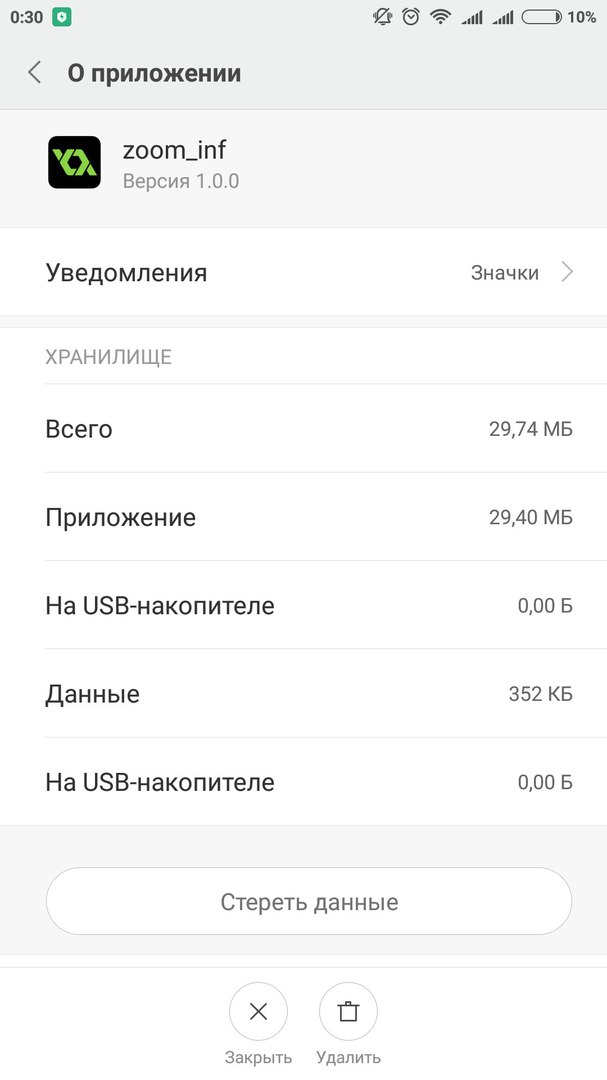 0:30 10%
О приложении
zoom_inf
Версия 1.0.0
Уведомления Значки
ХРАНИЛИЩЕ
Всего 29,74 МБ
Приложение 29,40 МБ
На USB-накопителе 0,00 Б
Данные 352 КБ
На USB-накопителе 0,00 Б
Стереть данные
Закрыть Удалить